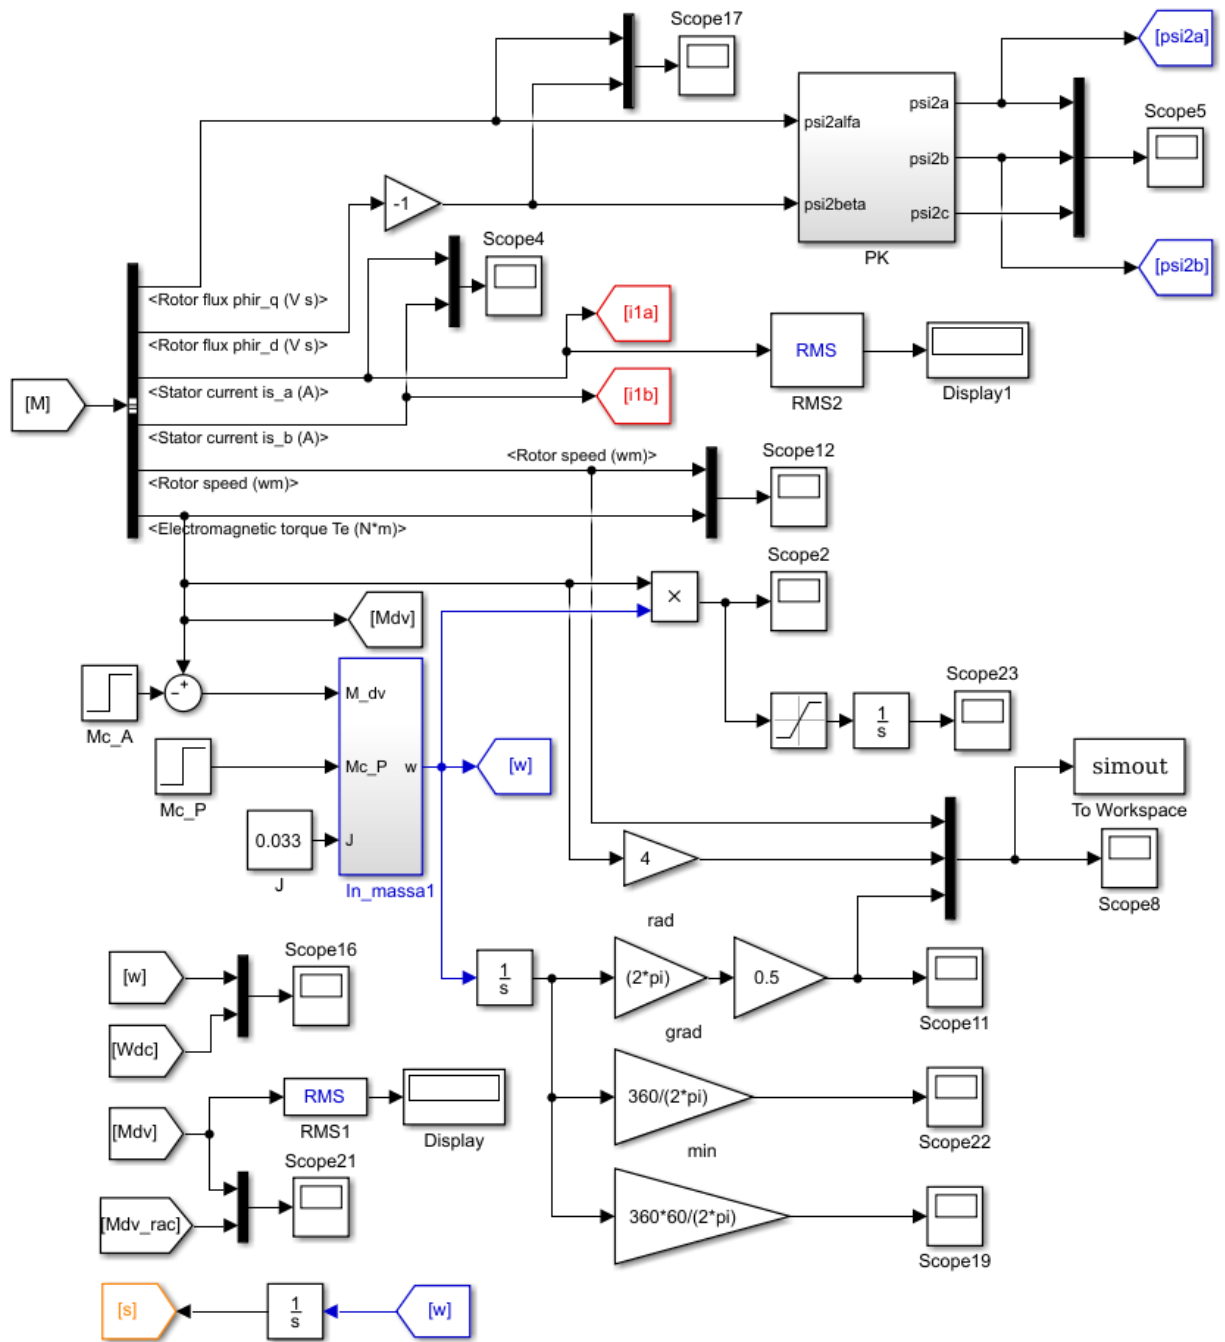 Scope17
[psi2a]
psi2a
Scope5
psi2alfa
psi2b
-1
psi2beta
psi2c
Scope4
PK
[psi2b]
<Rotor flux phir_q (V s)>
[i1a]
<Rotor flux phir_d (V s)>
RMS
Display1
RMS2
<Stator current is_a (A)>
[i1b]
[M]
<Stator current is_b (A)>
<Rotor speed (wm)>
Scope12
<Rotor speed (wm)>
<Electromagnetic torque Te (N*m)>
Scope2
×
[Mdv]
Scope23
- +
M_dv
Mc_A
1
s
Mc_P
w
[w]
simout
To Workspace
Mc_P
0.033
J
J
4
In_massa1
Scope8
rad
Scope16
[w]
1
s
(2*pi)
0.5
Scope11
[Wdc]
grad
RMS
360/(2*pi)
[Mdv]
RMS1
Display
Scope22
min
Scope21
[Mdv_rac]
360*60/(2*pi)
Scope19
[s]
1
s
[w]